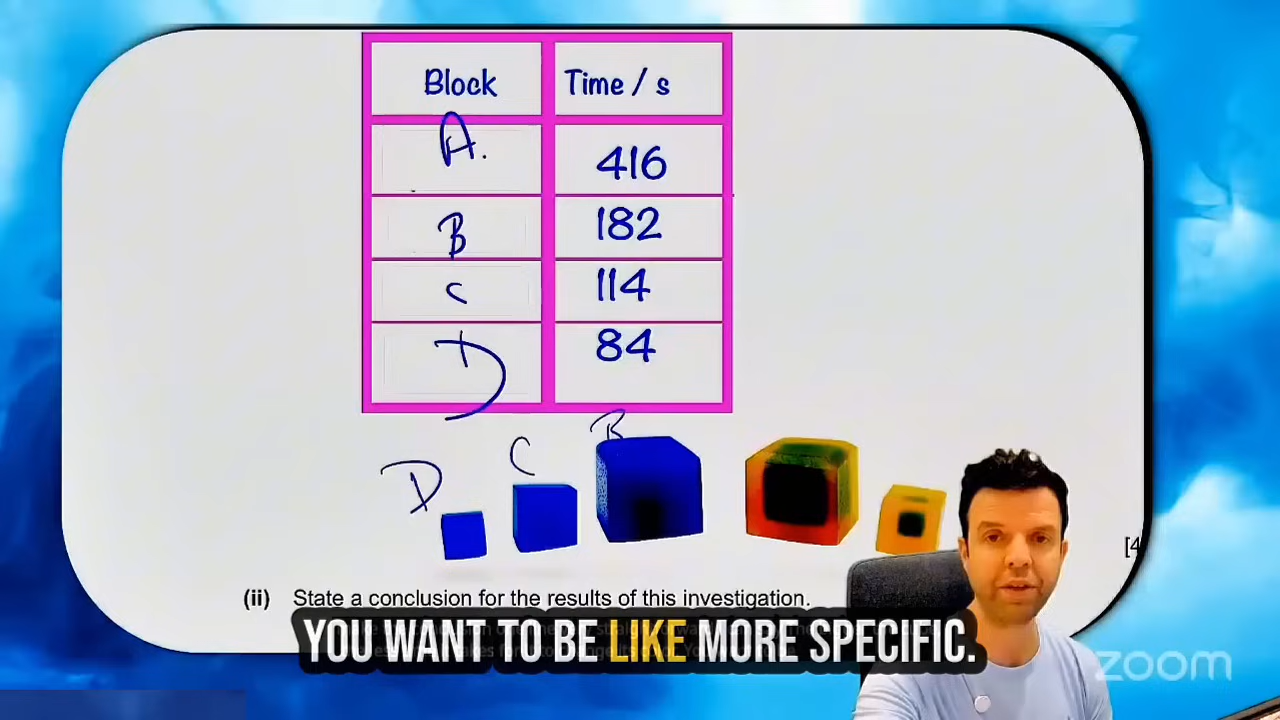 Block Time / s
A. 416
B 182
C 114
D 84
B
C
D
[4
(ii) State a conclusion for the results of this investigation.
YOU WANT TO BE LIKE MORE SPECIFIC.
zoom